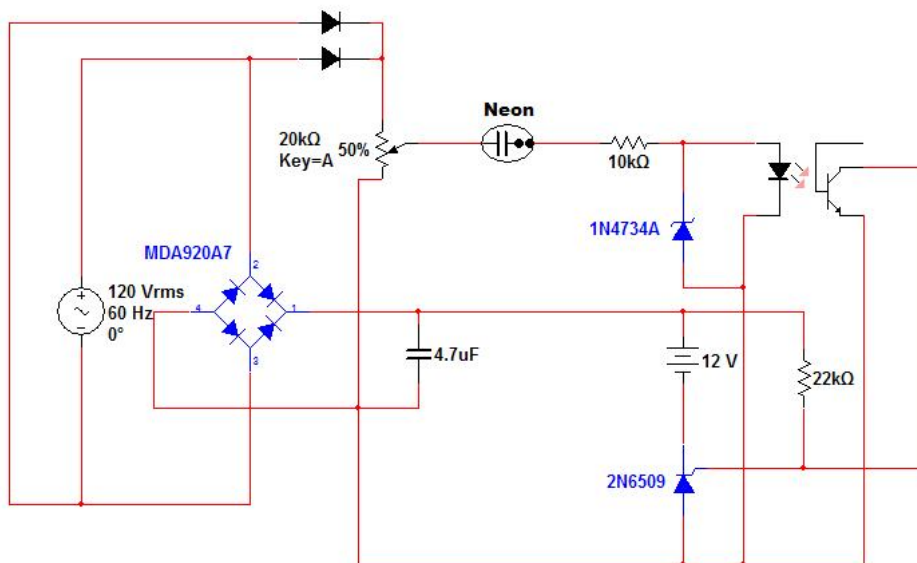 Neon
20kΩ
Key=A
50%
10kΩ
1N4734A
MDA920A7
2
4
1
3
120 Vrms
60 Hz
0°
4.7uF
12 V
22kΩ
2N6509